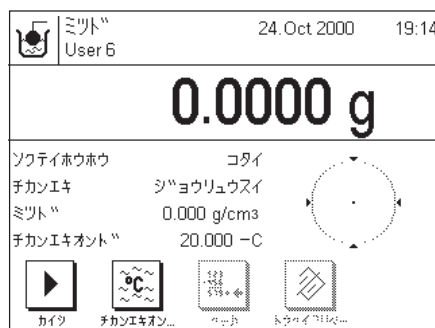 ミツド 24.Oct 2000 19:14
User 6
0.0000 g
ソクテイホウホウ コタイ
チカンエキ ジョウリュウスイ
ミツド 0.000 g/cm3
チカンエキオンド 20.000 −C
°C
カイシ チカンエキオン...